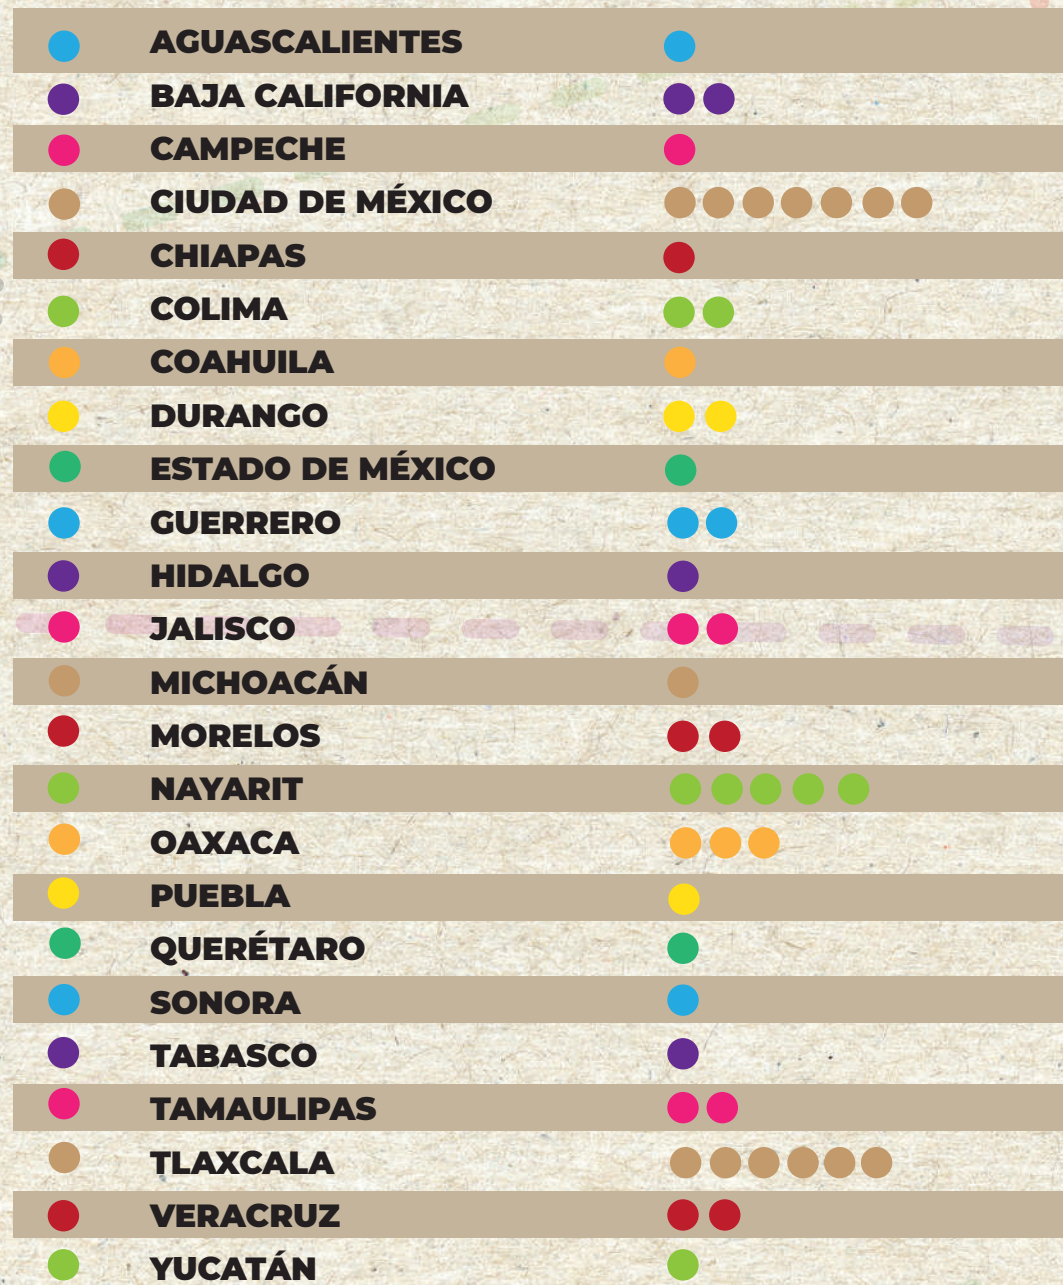 AGUASCALIENTES
BAJA CALIFORNIA
CAMPECHE
CIUDAD DE MÉXICO
CHIAPAS
COLIMA
COAHUILA
DURANGO
ESTADO DE MÉXICO
GUERRERO
HIDALGO
JALISCO
MICHOACÁN
MORELOS
NAYARIT
OAXACA
PUEBLA
QUERÉTARO
SONORA
TABASCO
TAMAULIPAS
TLAXCALA
VERACRUZ
YUCATÁN